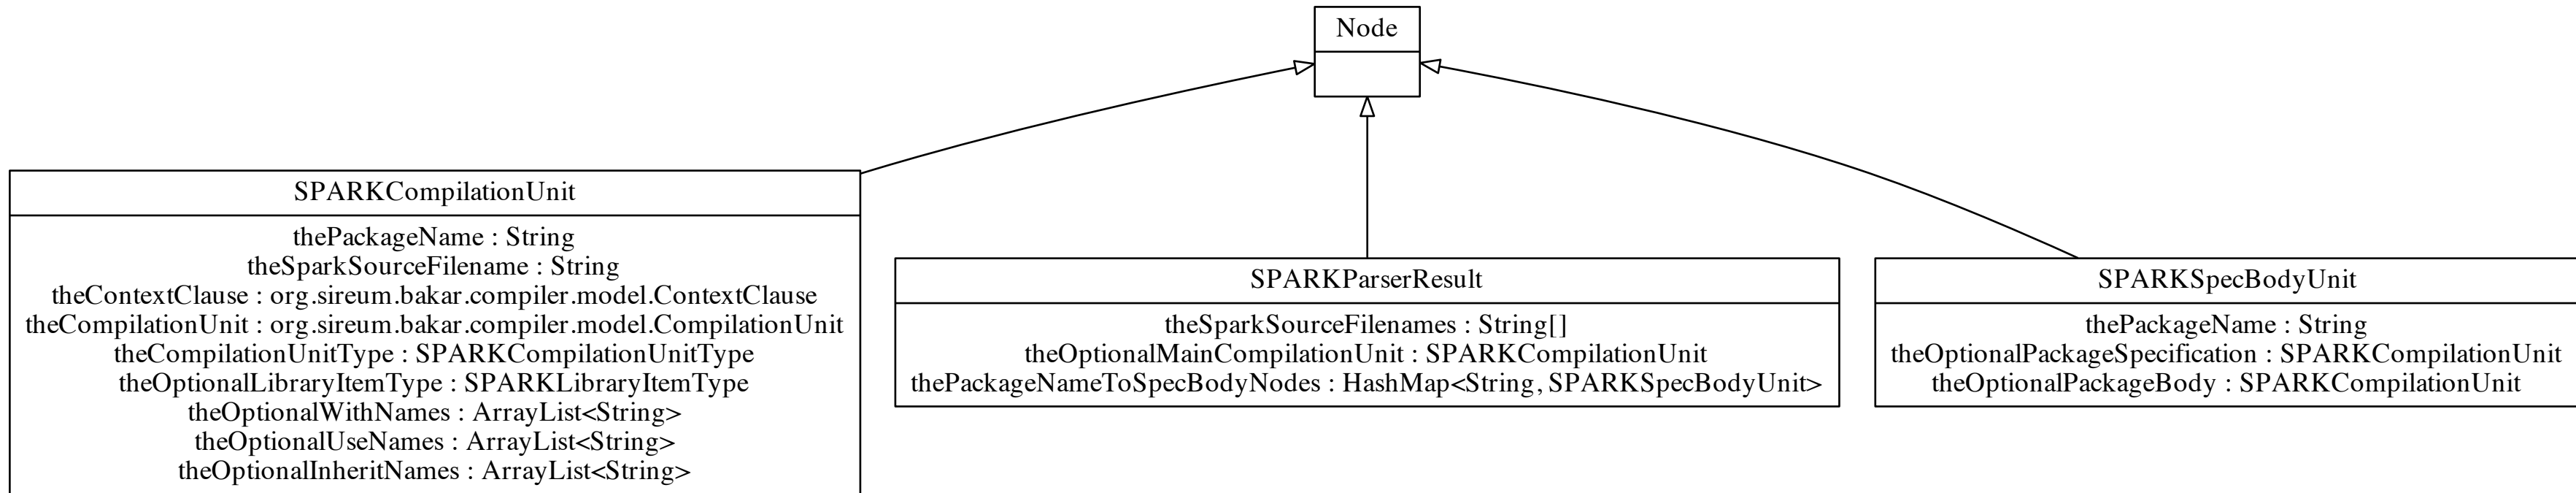 Node
SPARKCompilationUnit
thePackageName : String
theSparkSourceFilename : String
theContextClause : org.sireum.bakar.compiler.model.ContextClause
theCompilationUnit : org.sireum.bakar.compiler.model.CompilationUnit
theCompilationUnitType : SPARKCompilationUnitType
theOptionalLibraryItemType : SPARKLibraryItemType
theOptionalWithNames : ArrayList<String>
theOptionalUseNames : ArrayList<String>
theOptionalInheritNames : ArrayList<String>
SPARKParserResult
theSparkSourceFilenames : String[]
theOptionalMainCompilationUnit : SPARKCompilationUnit
thePackageNameToSpecBodyNodes : HashMap<String, SPARKSpecBodyUnit>
SPARKSpecBodyUnit
thePackageName : String
theOptionalPackageSpecification : SPARKCompilationUnit
theOptionalPackageBody : SPARKCompilationUnit